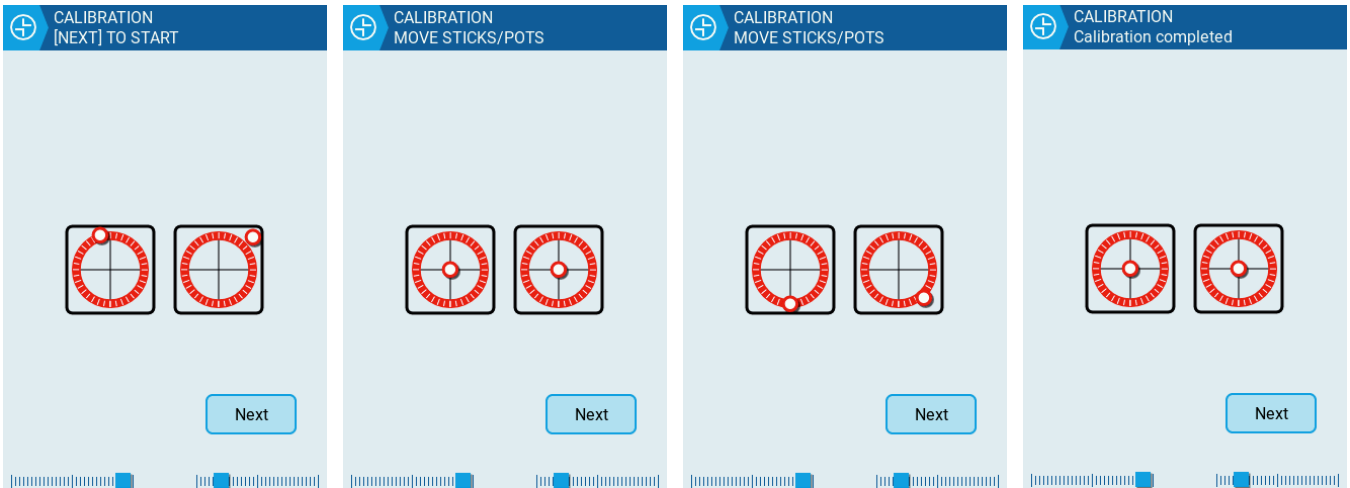 CALIBRATION
[NEXT] TO START
Next
CALIBRATION
MOVE STICKS/POTS
Next
CALIBRATION
MOVE STICKS/POTS
Next
CALIBRATION
Calibration completed
Next